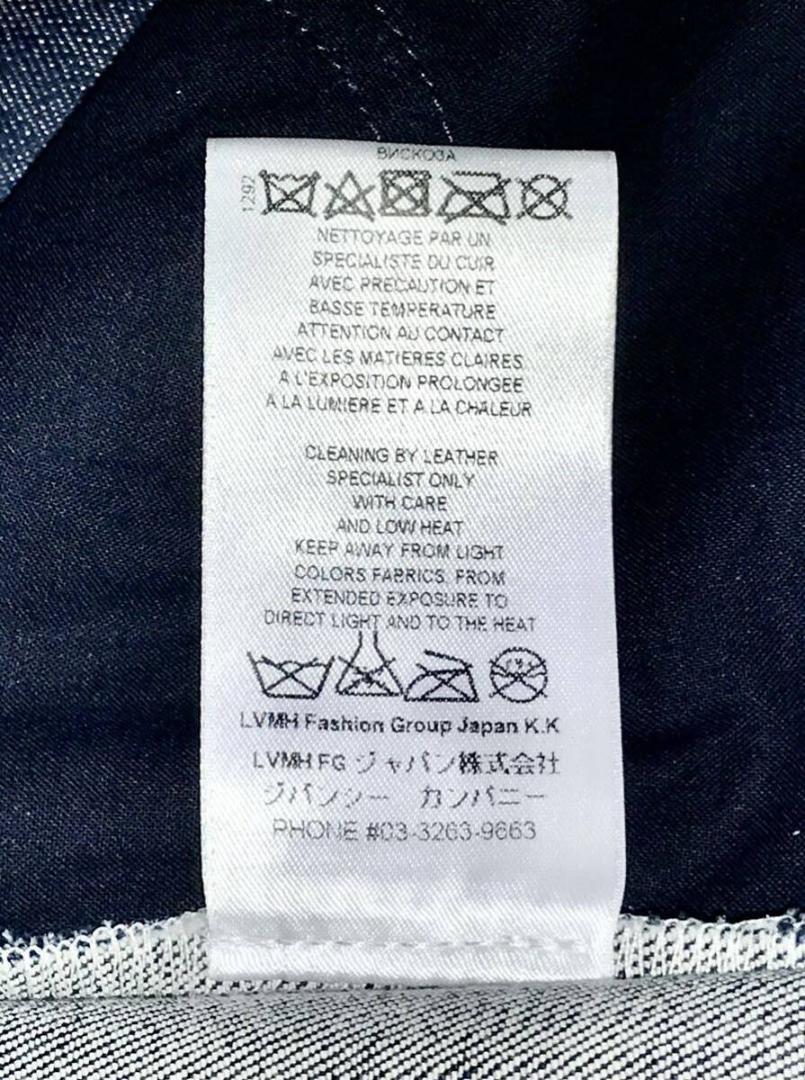 ВИСКОЗА
1292
NETTOYAGE PAR UN
SPECIALISTE DU CUIR
AVEC PRECAUTION ET
BASSE TEMPERATURE
ATTENTION AU CONTACT
AVEC LES MATIERES CLAIRES
A L'EXPOSITION PROLONGEE
A LA LUMIERE ET A LA CHALEUR
CLEANING BY LEATHER
SPECIALIST ONLY
WITH CARE
AND LOW HEAT
KEEP AWAY FROM LIGHT
COLORS FABRICS, FROM
EXTENDED EXPOSURE TO
DIRECT LIGHT AND TO THE HEAT
LVMH Fashion Group Japan K.K
LVMH FG ジャパン株式会社
ジバンシー カンパニー
PHONE #03-3263-9663